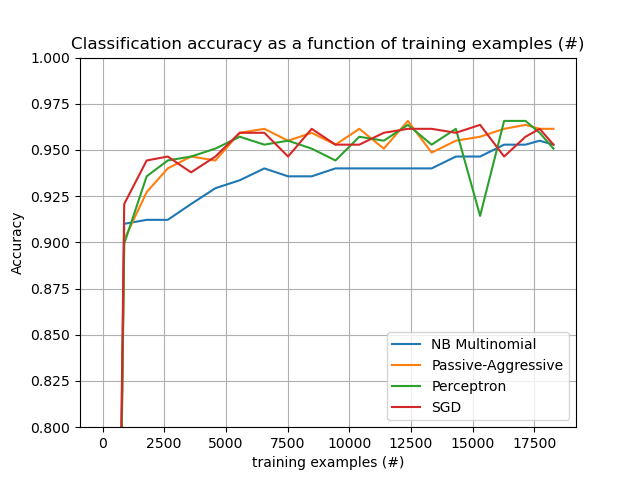 Classification accuracy as a function of training examples (#)
1.000
0.975
0.950
0.925
0.900
0.875
0.850
0.825
0.800
Accuracy
NB Multinomial
Passive-Aggressive
Perceptron
SGD
0 2500 5000 7500 10000 12500 15000 17500
training examples (#)